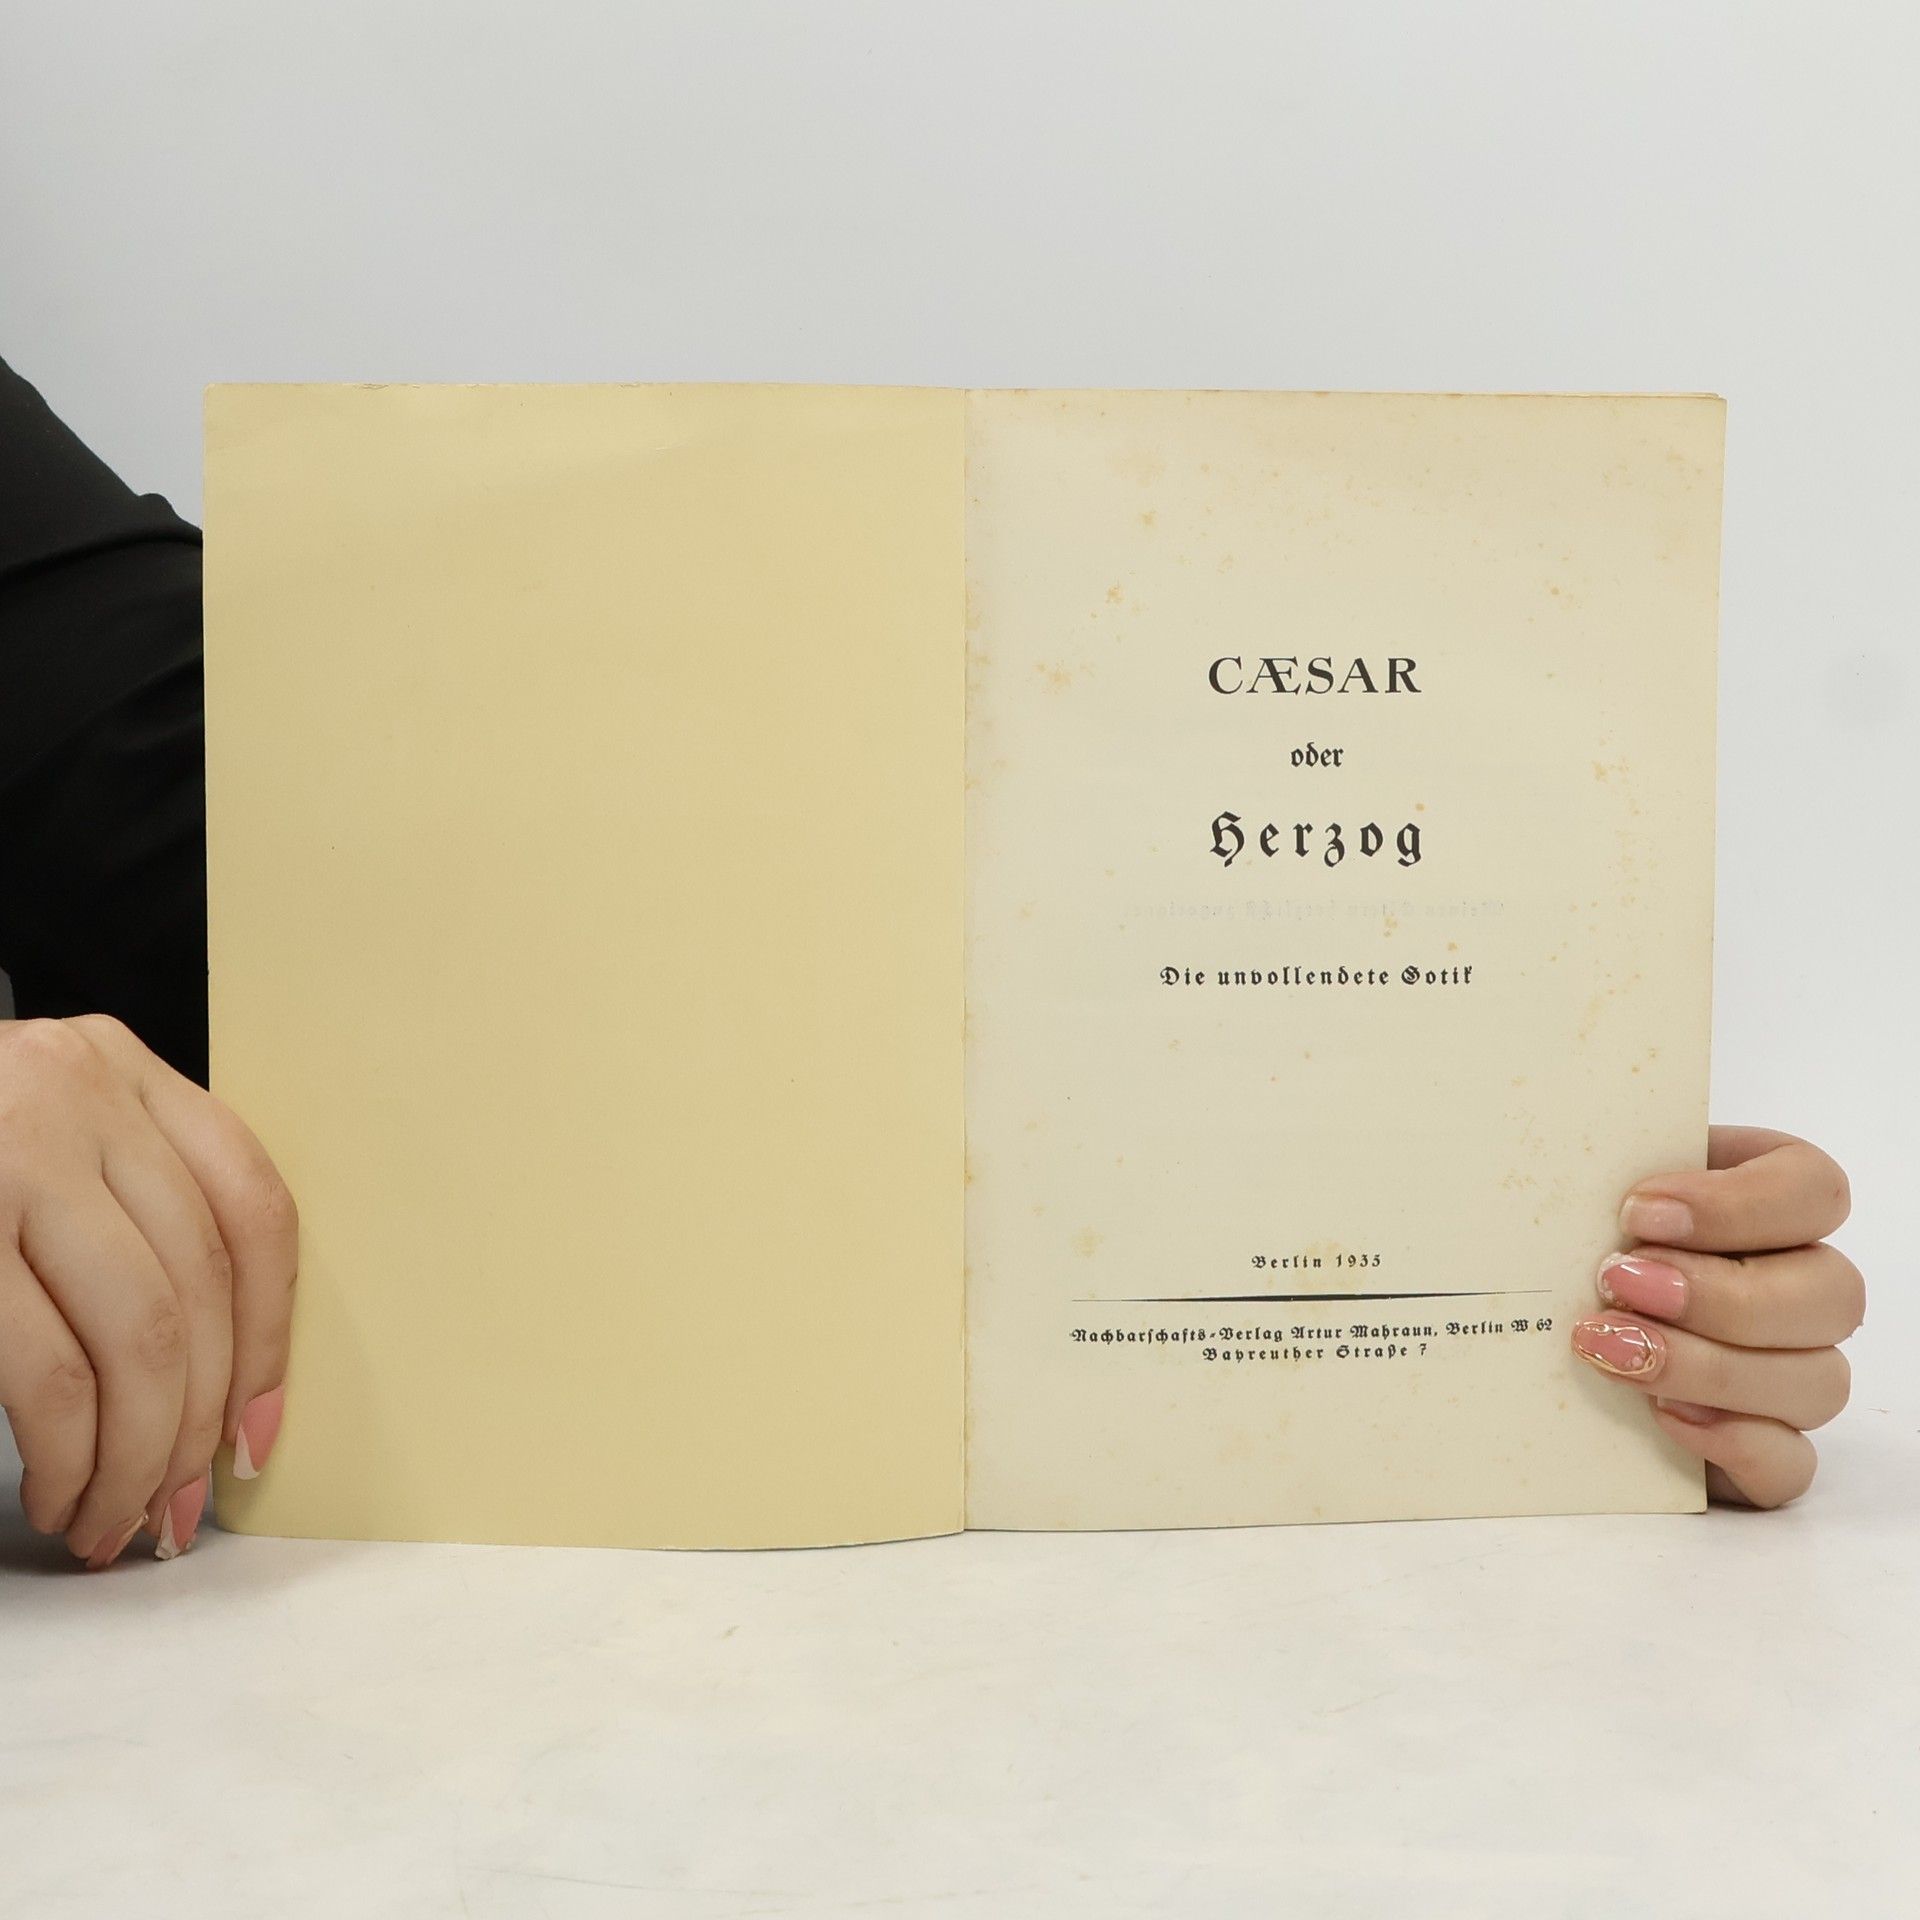 CÆSAR
oder
Herzog
Die unvollendete Gotik
Berlin 1935
Nachbarschafts-Verlag Artur Mahraun, Berlin W 62
Bayreuther Straße 7